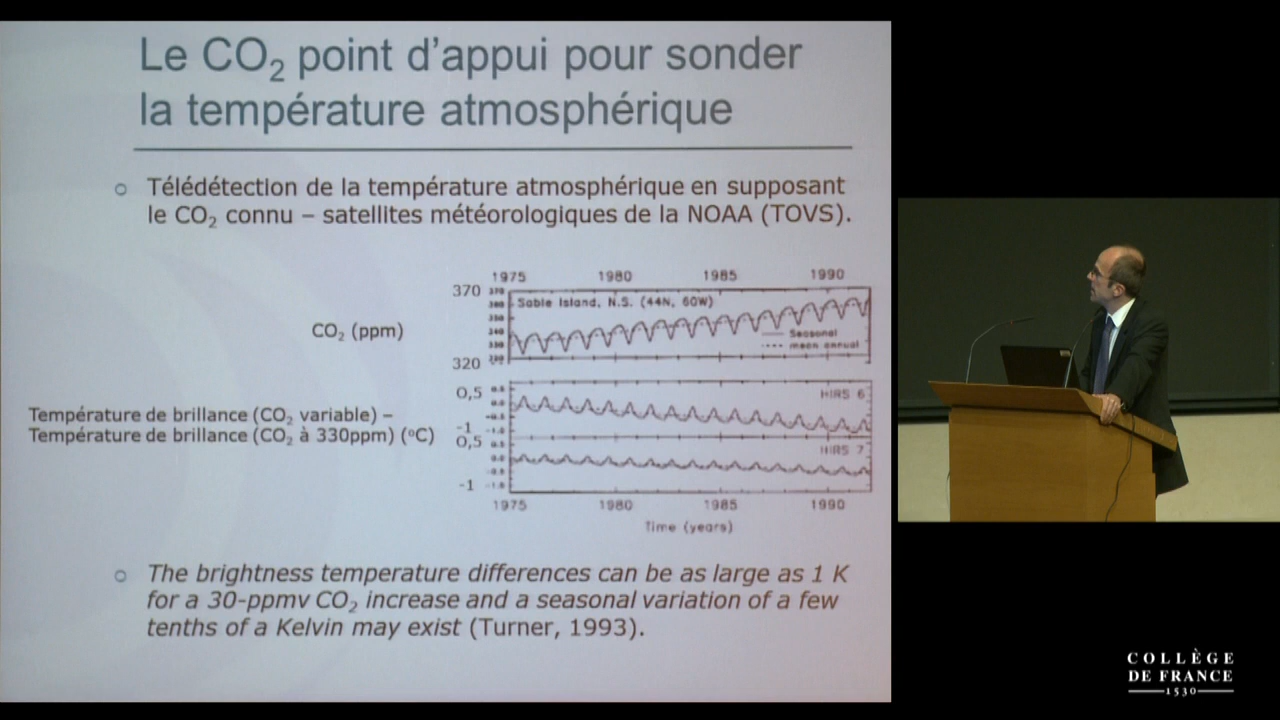 Le CO₂ point d'appui pour sonder
la température atmosphérique
Télédétection de la température atmosphérique en supposant
le CO₂ connu – satellites météorologiques de la NOAA (TOVS).
1975 1980 1985 1990
370
Sable Island, N.S. (44N, 60W)
CO₂ (ppm)
Seasonal
mean annual
320
0,5
HIRS 6
Température de brillance (CO₂ variable) –
Température de brillance (CO₂ à 330ppm) (°C)
-1
0,5
HIRS 7
-1
1975 1980 1985 1990
Time (years)
The brightness temperature differences can be as large as 1 K
for a 30-ppmv CO₂ increase and a seasonal variation of a few
tenths of a Kelvin may exist (Turner, 1993).
COLLÈGE
DE FRANCE
1530